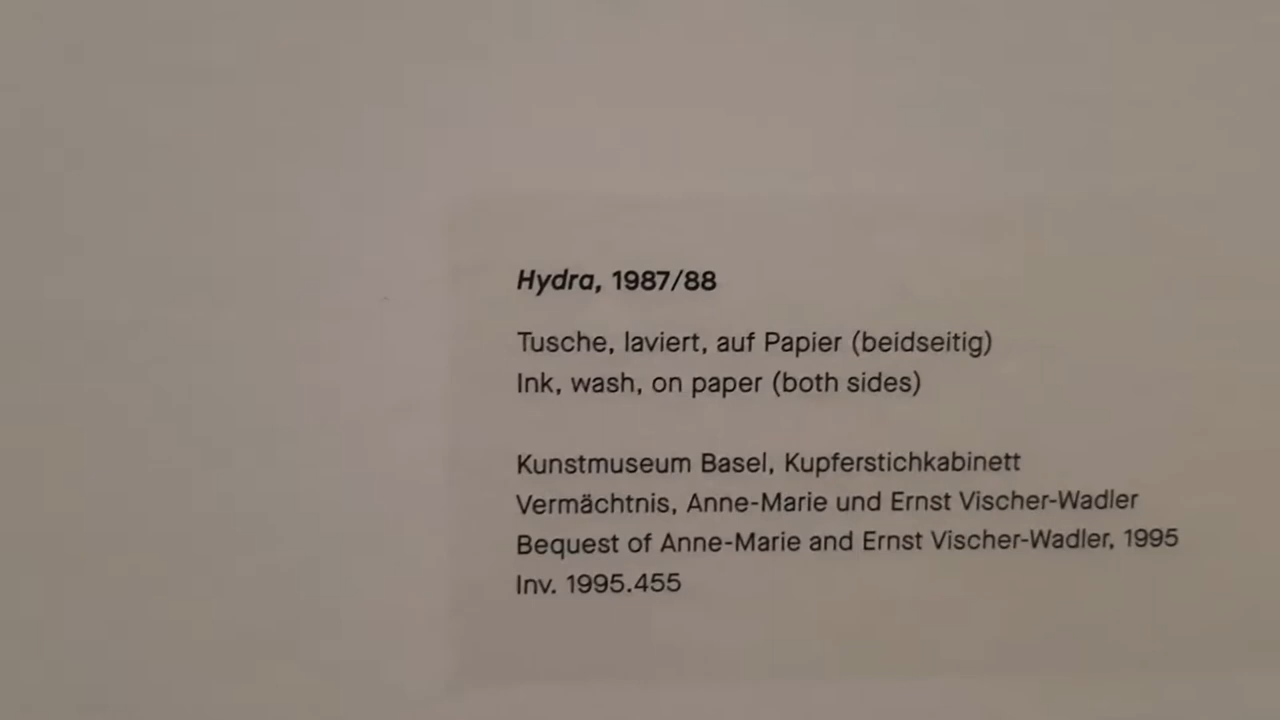 Hydra, 1987/88
Tusche, laviert, auf Papier (beidseitig)
Ink, wash, on paper (both sides)
Kunstmuseum Basel, Kupferstichkabinett
Vermächtnis, Anne-Marie und Ernst Vischer-Wadler
Bequest of Anne-Marie and Ernst Vischer-Wadler, 1995
Inv. 1995.455